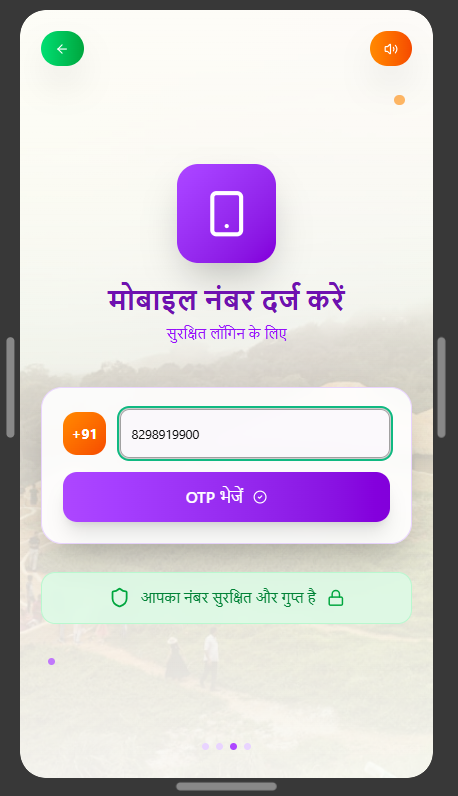 मोबाइल नंबर दर्ज करें
सुरक्षित लॉगिन के लिए
+91
8298919900
OTP भेजें
आपका नंबर सुरक्षित और गुप्त है